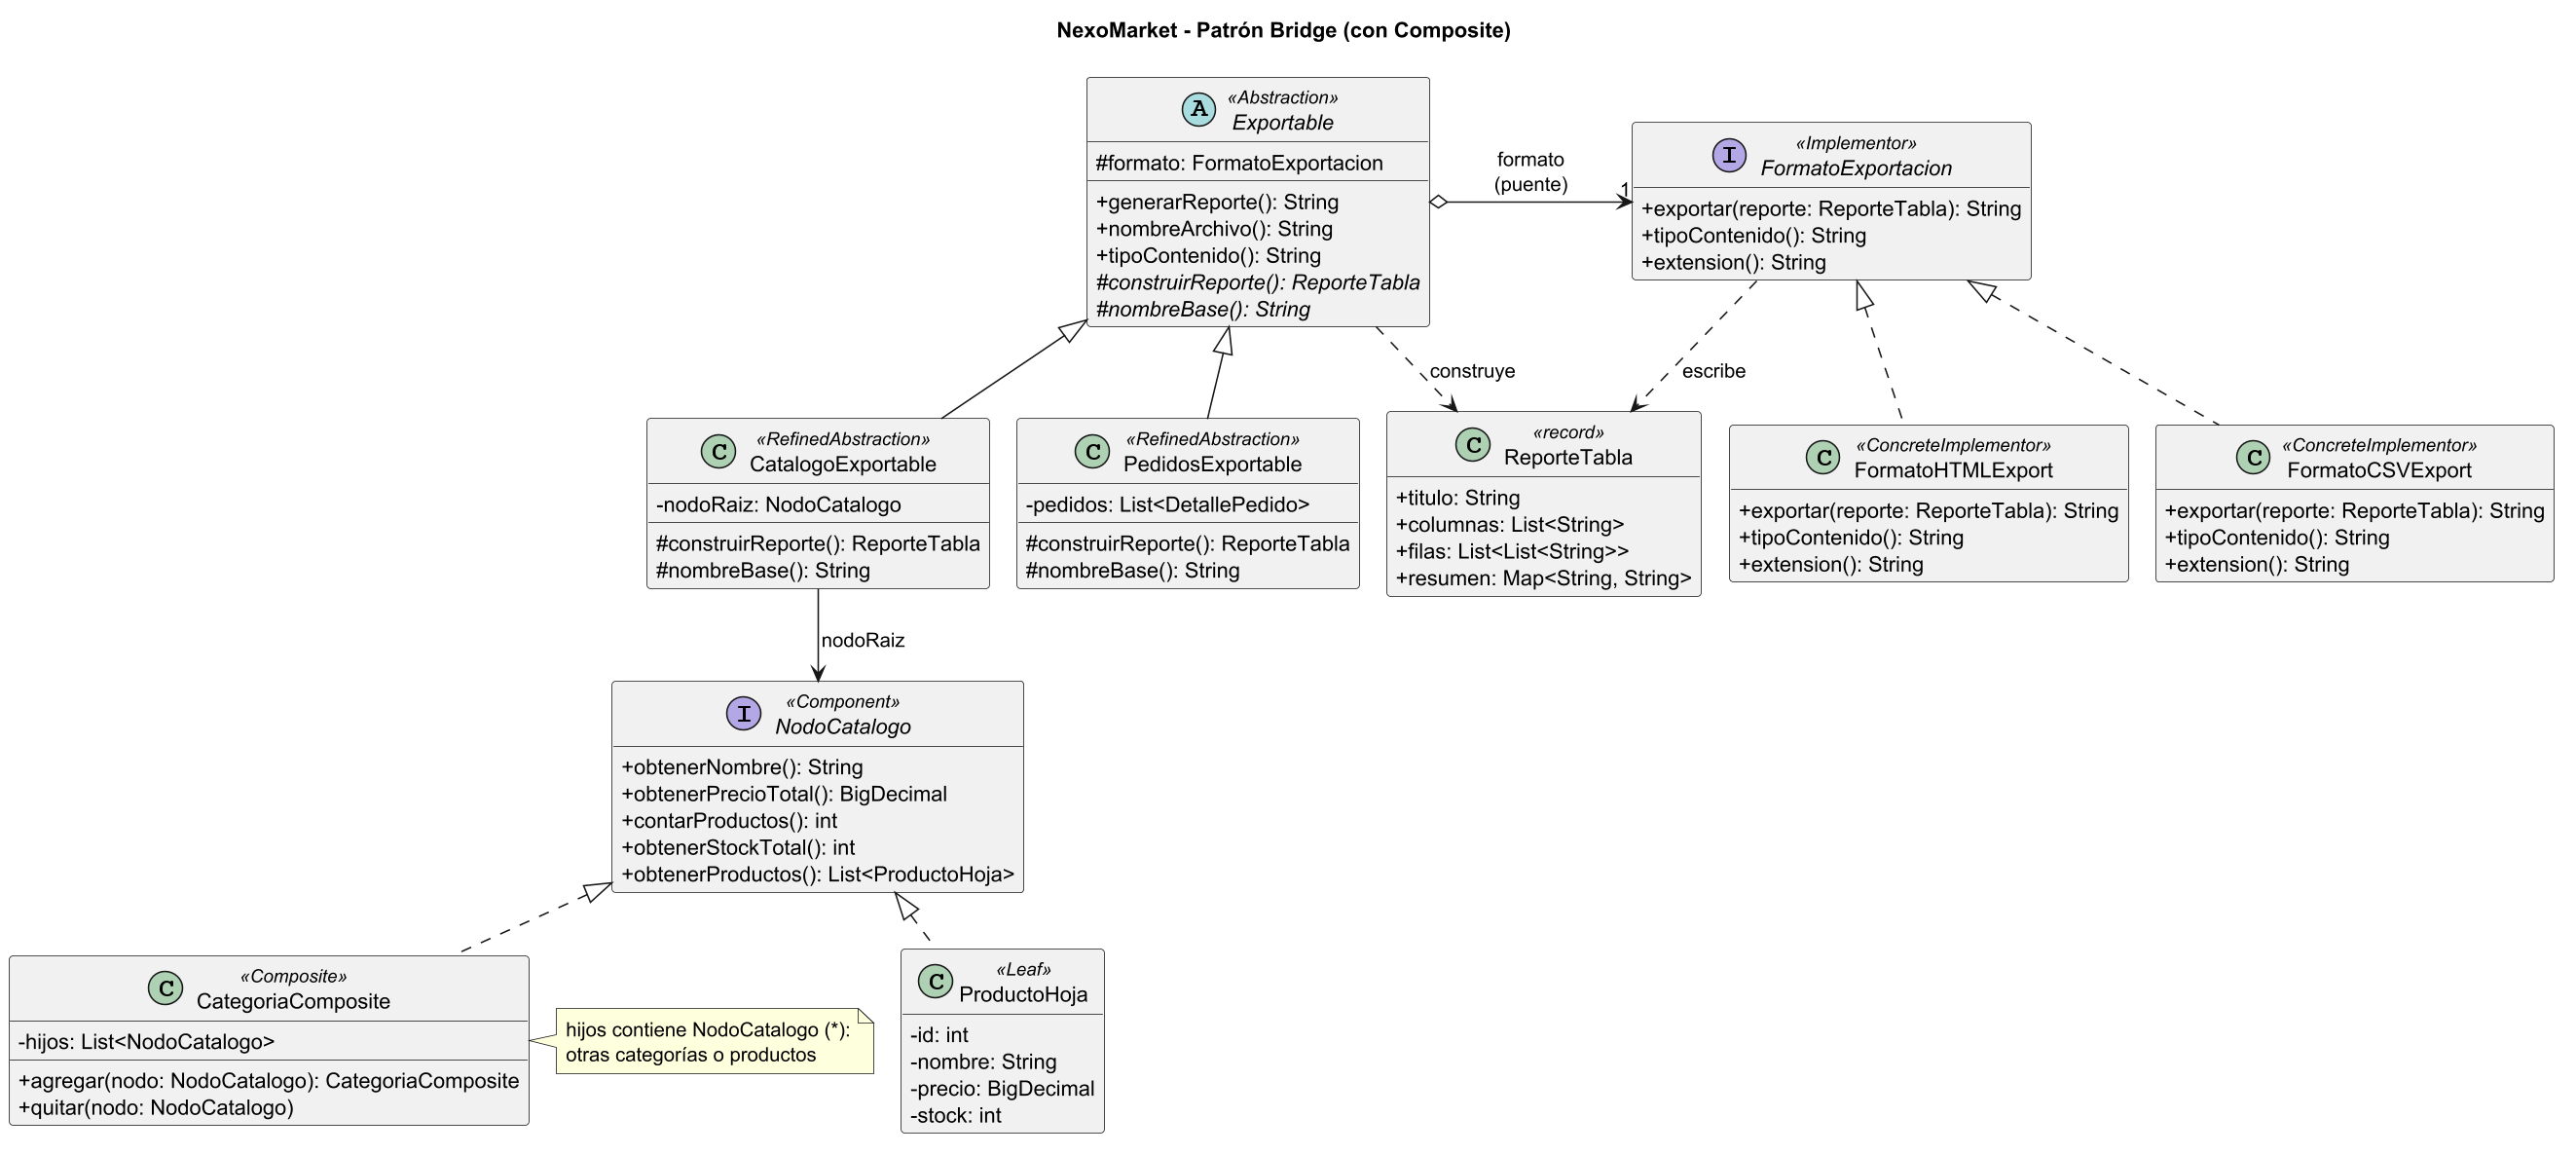 NexoMarket - Patrón Bridge (con Composite)
A
«Abstraction»
Exportable
#formato: FormatoExportacion
+generarReporte(): String
+nombreArchivo(): String
+tipoContenido(): String
#construirReporte(): ReporteTabla
#nombreBase(): String
formato
(puente)
1
I
«Implementor»
FormatoExportacion
+exportar(reporte: ReporteTabla): String
+tipoContenido(): String
+extension(): String
construye
escribe
C
«RefinedAbstraction»
CatalogoExportable
-nodoRaiz: NodoCatalogo
#construirReporte(): ReporteTabla
#nombreBase(): String
C
«RefinedAbstraction»
PedidosExportable
-pedidos: List<DetallePedido>
#construirReporte(): ReporteTabla
#nombreBase(): String
C
«record»
ReporteTabla
+titulo: String
+columnas: List<String>
+filas: List<List<String>>
+resumen: Map<String, String>
C
«ConcreteImplementor»
FormatoHTMLExport
+exportar(reporte: ReporteTabla): String
+tipoContenido(): String
+extension(): String
C
«ConcreteImplementor»
FormatoCSVExport
+exportar(reporte: ReporteTabla): String
+tipoContenido(): String
+extension(): String
nodoRaiz
I
«Component»
NodoCatalogo
+obtenerNombre(): String
+obtenerPrecioTotal(): BigDecimal
+contarProductos(): int
+obtenerStockTotal(): int
+obtenerProductos(): List<ProductoHoja>
C
«Composite»
CategoriaComposite
-hijos: List<NodoCatalogo>
+agregar(nodo: NodoCatalogo): CategoriaComposite
+quitar(nodo: NodoCatalogo)
hijos contiene NodoCatalogo (*):
otras categorías o productos
C
«Leaf»
ProductoHoja
-id: int
-nombre: String
-precio: BigDecimal
-stock: int